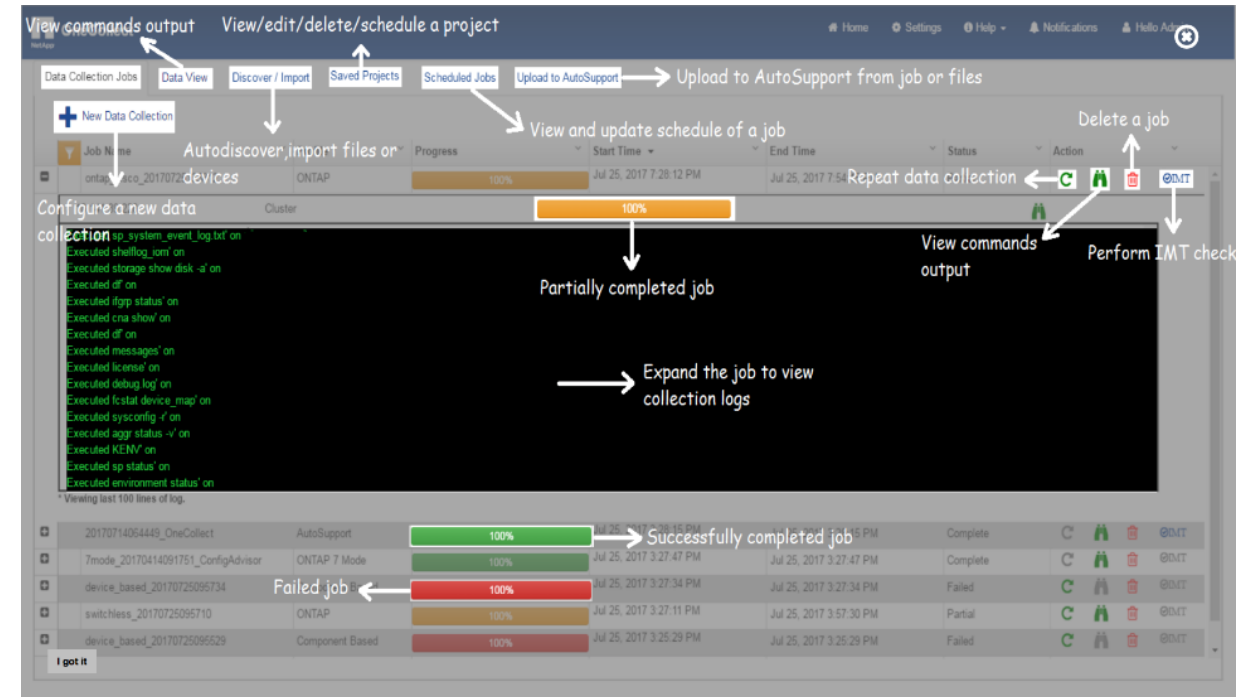 View commands output
View/edit/delete/schedule a project
NetApp
OneCollect
Home
Settings
Help
Notifications
Hello
Data Collection Jobs
Data View
Discover / Import
Saved Projects
Scheduled Jobs
Upload to AutoSupport
Upload to AutoSupport from job or files
New Data Collection
Delete a job
View and update schedule of a job
Autodiscover,import files or
devices
Job Name
Progress
Start Time
End Time
Status
Action
ONTAP
100%
Jul 25, 2017 7:28:12 PM
Jul 25, 2017 7:54
Repeat data collection
IMT
Configure a new data
collection
Cluster
100%
View commands
output
Perform IMT check
Partially completed job
Expand the job to view
collection logs
sp_system_event_log.txt' on
Executed shelflog_iom' on
Executed storage show disk -a' on
Executed df' on
Executed ifgrp status' on
Executed cna show' on
Executed df' on
Executed messages' on
Executed license' on
Executed debug log' on
Executed fcstat device_map' on
Executed sysconfig -r' on
Executed aggr status -v' on
Executed KENV' on
Executed sp status' on
Executed environment status' on
* Viewing last 100 lines of log.
20170714064449_OneCollect AutoSupport 100% Successfully completed job Complete IMT
7mode_20170414091751_ConfigAdvisor ONTAP 7 Mode 100% Jul 25, 2017 3:27:47 PM Jul 25, 2017 3:27:47 PM Complete IMT
device_based_20170725095734 Failed job 100% Jul 25, 2017 3:27:34 PM Jul 25, 2017 3:27:34 PM Failed IMT
switchless_20170725095710 ONTAP 100% Jul 25, 2017 3:27:11 PM Jul 25, 2017 3:57:30 PM Partial IMT
device_based_20170725095529 Component Based 100% Jul 25, 2017 3:25:29 PM Jul 25, 2017 3:25:29 PM Failed IMT
I got it